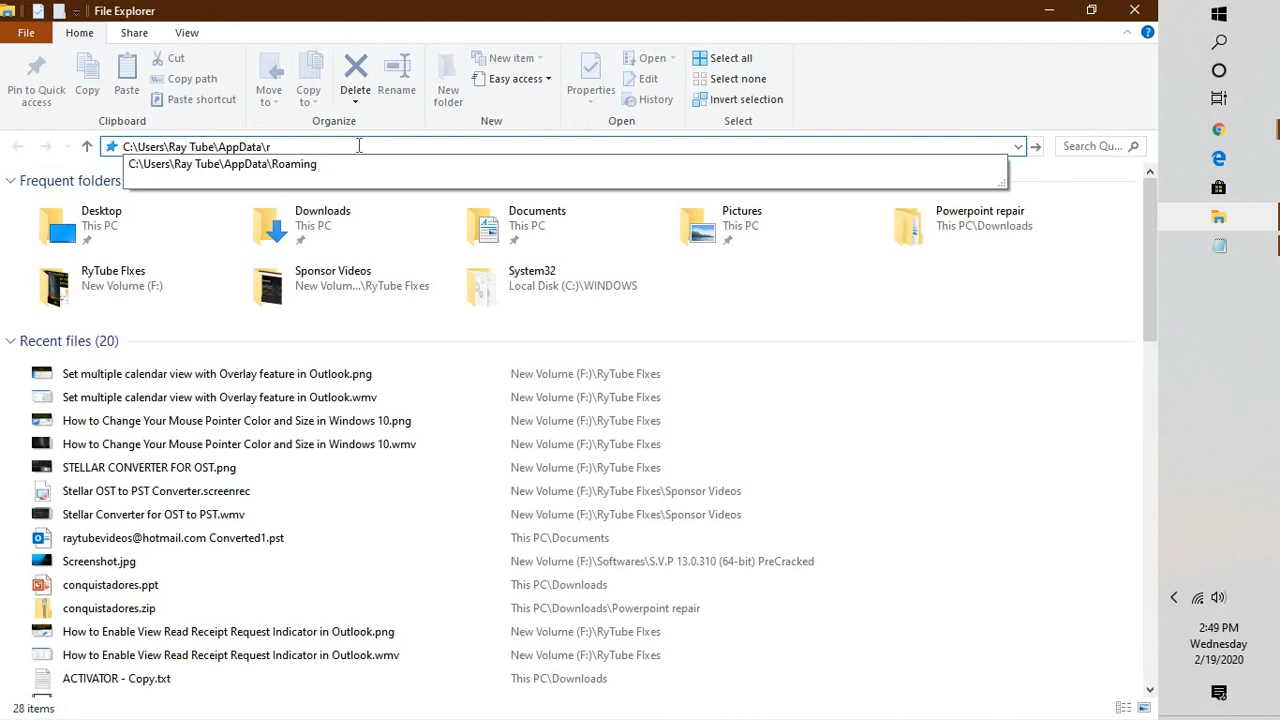 File Explorer
File
Home
Share
View
Pin to Quick access
Copy
Paste
Cut
Copy path
Paste shortcut
Clipboard
Move to
Copy to
Delete
Rename
Organize
New folder
New item
Easy access
New
Properties
Open
Edit
History
Open
Select all
Select none
Invert selection
Select
C:\Users\Ray Tube\AppData\r
Search Qu...
C:\Users\Ray Tube\AppData\Roaming
Frequent folders
Desktop
This PC
Downloads
This PC
Documents
This PC
Pictures
This PC
Powerpoint repair
This PC\Downloads
RyTube FIxes
New Volume (F:)
Sponsor Videos
New Volum...\RyTube FIxes
System32
Local Disk (C:)\WINDOWS
Recent files (20)
Set multiple calendar view with Overlay feature in Outlook.png New Volume (F:)\RyTube FIxes
Set multiple calendar view with Overlay feature in Outlook.wmv New Volume (F:)\RyTube FIxes
How to Change Your Mouse Pointer Color and Size in Windows 10.png New Volume (F:)\RyTube FIxes
How to Change Your Mouse Pointer Color and Size in Windows 10.wmv New Volume (F:)\RyTube FIxes
STELLAR CONVERTER FOR OST.png New Volume (F:)\RyTube FIxes
Stellar OST to PST Converter.screenrec New Volume (F:)\RyTube FIxes\Sponsor Videos
Stellar Converter for OST to PST.wmv New Volume (F:)\RyTube FIxes\Sponsor Videos
raytubevideos@hotmail.com Converted1.pst This PC\Documents
Screenshot.jpg New Volume (F:)\Softwares\S.V.P 13.0.310 (64-bit) PreCracked
conquistadores.ppt This PC\Downloads
conquistadores.zip This PC\Downloads\Powerpoint repair
How to Enable View Read Receipt Request Indicator in Outlook.png New Volume (F:)\RyTube FIxes
How to Enable View Read Receipt Request Indicator in Outlook.wmv New Volume (F:)\RyTube FIxes
ACTIVATOR - Copy.txt This PC\Downloads
28 items
2:49 PM
Wednesday
2/19/2020